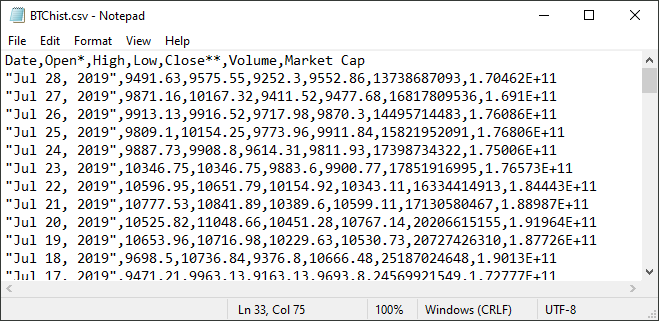 BTChist.csv - Notepad
File Edit Format View Help
Date,Open*,High,Low,Close**,Volume,Market Cap
"Jul 28, 2019",9491.63,9575.55,9252.3,9552.86,13738687093,1.70462E+11
"Jul 27, 2019",9871.16,10167.32,9411.52,9477.68,16817809536,1.691E+11
"Jul 26, 2019",9913.13,9916.52,9717.98,9870.3,14495714483,1.76086E+11
"Jul 25, 2019",9809.1,10154.25,9773.96,9911.84,15821952091,1.76806E+11
"Jul 24, 2019",9887.73,9908.8,9614.31,9811.93,17398734322,1.75006E+11
"Jul 23, 2019",10346.75,10346.75,9883.6,9900.77,17851916995,1.76573E+11
"Jul 22, 2019",10596.95,10651.79,10154.92,10343.11,16334414913,1.84443E+11
"Jul 21, 2019",10777.53,10841.89,10389.6,10599.11,17130580467,1.88987E+11
"Jul 20, 2019",10525.82,11048.66,10451.28,10767.14,20206615155,1.91964E+11
"Jul 19, 2019",10653.96,10716.98,10229.63,10530.73,20727426310,1.87726E+11
"Jul 18, 2019",9698.5,10736.84,9376.8,10666.48,25187024648,1.9013E+11
"Jul 17, 2019",9471.21,9963.13,9163.13,9693.8,24569921549,1.72777E+11
Ln 33, Col 75 100% Windows (CRLF) UTF-8